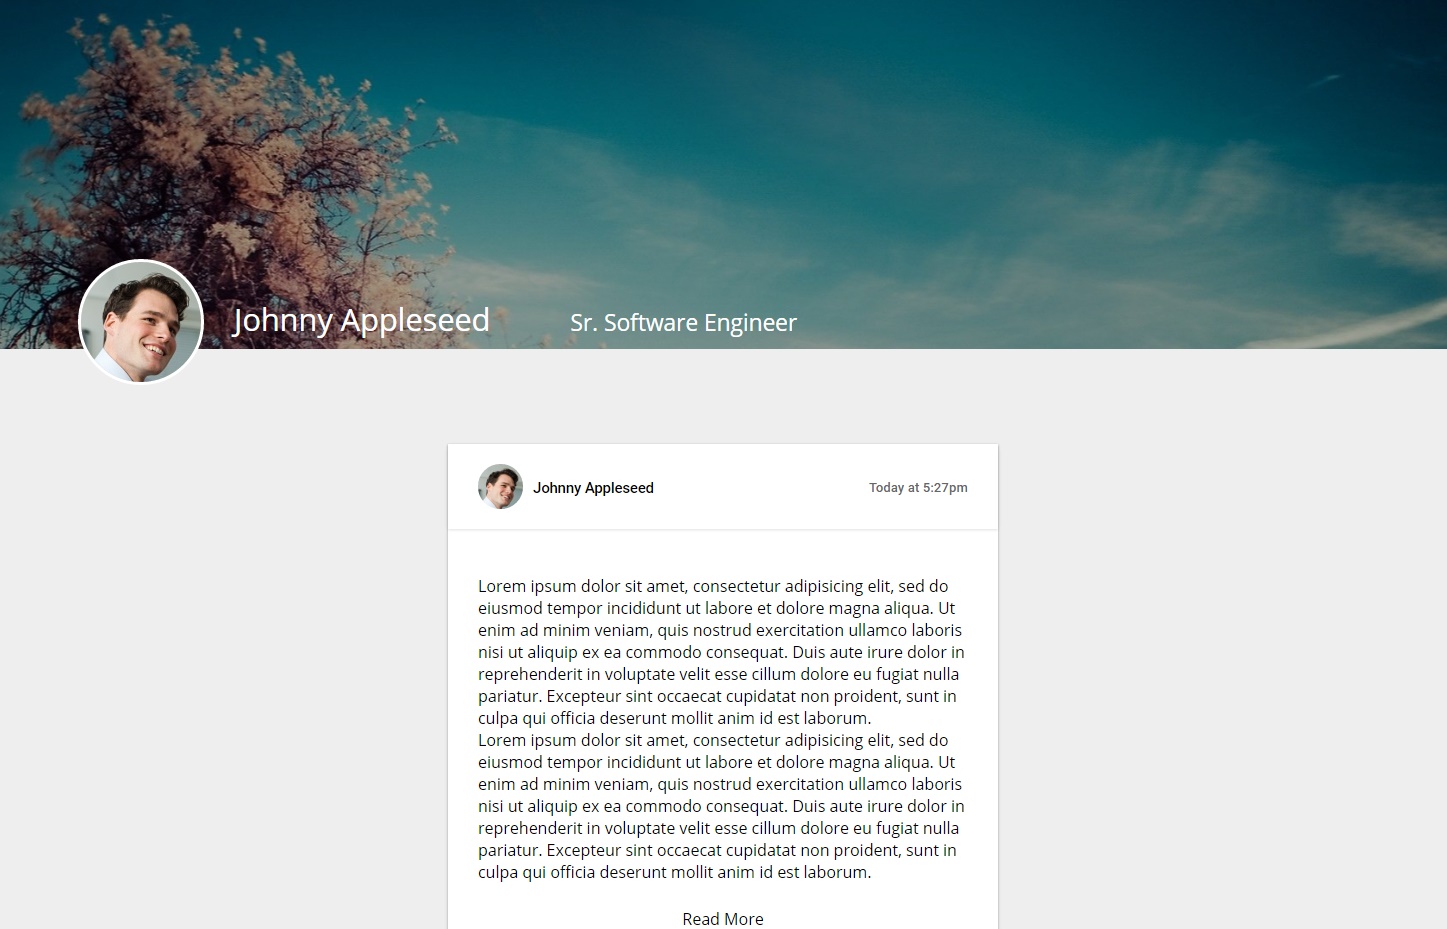 Johnny Appleseed
Sr. Software Engineer
Johnny Appleseed
Today at 5:27pm
Lorem ipsum dolor sit amet, consectetur adipisicing elit, sed do
eiusmod tempor incididunt ut labore et dolore magna aliqua. Ut
enim ad minim veniam, quis nostrud exercitation ullamco laboris
nisi ut aliquip ex ea commodo consequat. Duis aute irure dolor in
reprehenderit in voluptate velit esse cillum dolore eu fugiat nulla
pariatur. Excepteur sint occaecat cupidatat non proident, sunt in
culpa qui officia deserunt mollit anim id est laborum.
Lorem ipsum dolor sit amet, consectetur adipisicing elit, sed do
eiusmod tempor incididunt ut labore et dolore magna aliqua. Ut
enim ad minim veniam, quis nostrud exercitation ullamco laboris
nisi ut aliquip ex ea commodo consequat. Duis aute irure dolor in
reprehenderit in voluptate velit esse cillum dolore eu fugiat nulla
pariatur. Excepteur sint occaecat cupidatat non proident, sunt in
culpa qui officia deserunt mollit anim id est laborum.
Read More